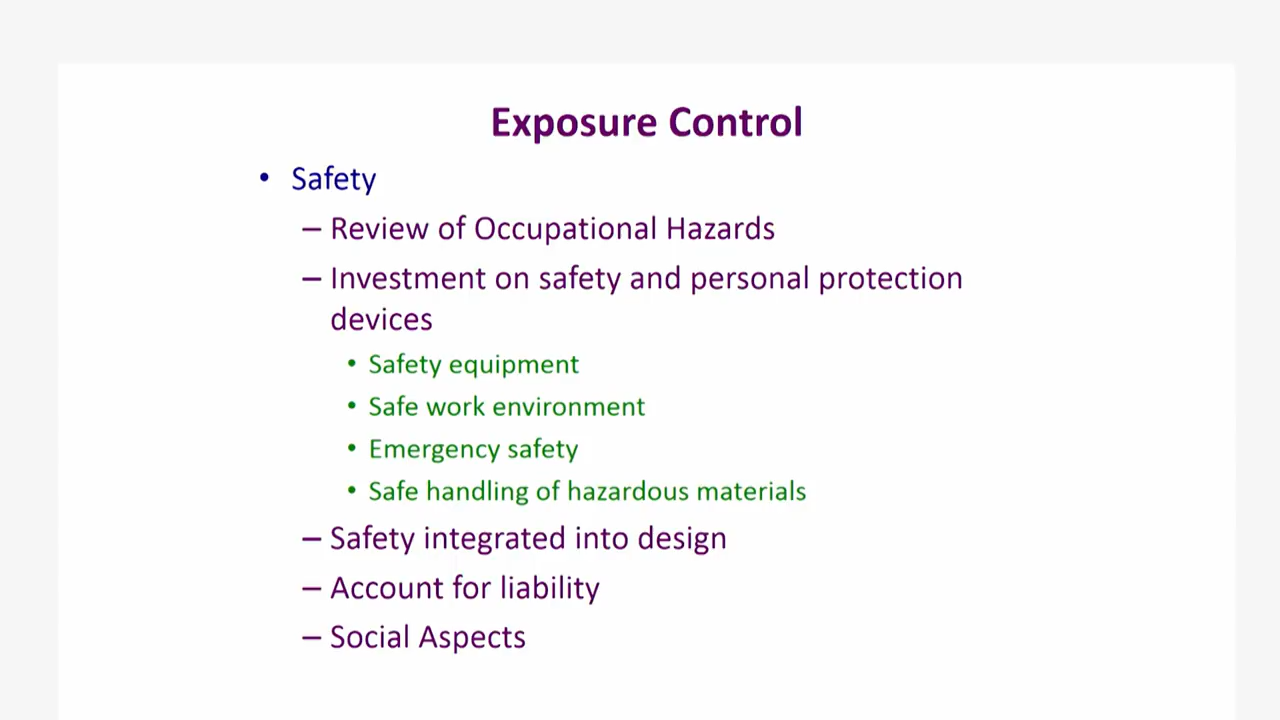 Exposure Control
• Safety
– Review of Occupational Hazards
– Investment on safety and personal protection
devices
• Safety equipment
• Safe work environment
• Emergency safety
• Safe handling of hazardous materials
– Safety integrated into design
– Account for liability
– Social Aspects